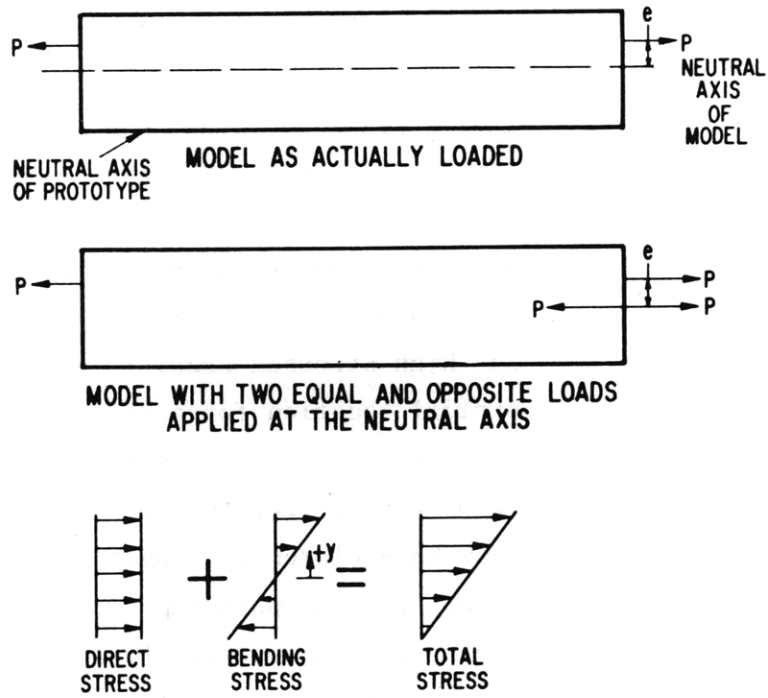 e
P
P
NEUTRAL
AXIS
OF
MODEL
NEUTRAL AXIS
OF PROTOTYPE
MODEL AS ACTUALLY LOADED
e
P
P
P
P
MODEL WITH TWO EQUAL AND OPPOSITE LOADS
APPLIED AT THE NEUTRAL AXIS
+
+y
=
DIRECT
STRESS
BENDING
STRESS
TOTAL
STRESS